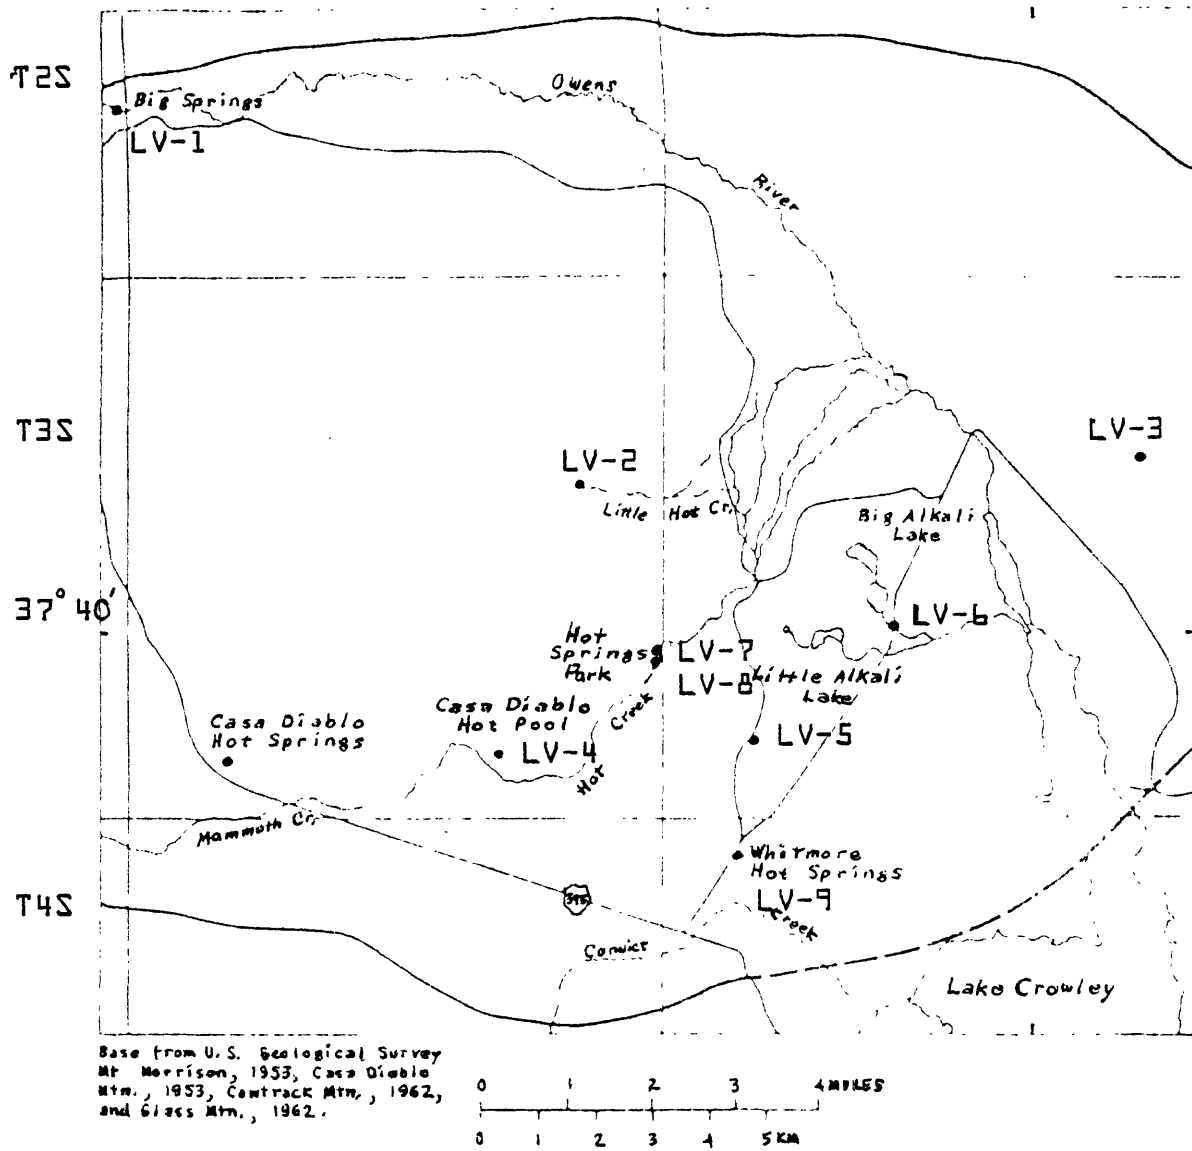 T2S
Owens
Big Springs
LV-1
River
T3S
LV-3
LV-2
Little Hot Cr.
Big Alkali
Lake
37° 40'
LV-6
Hot
Springs
Park
LV-7
LV-8
Little Alkali
Lake
Casa Diablo
Hot Pool
LV-4
Hot Creek
Casa Diablo
Hot Springs
LV-5
Mammoth Cr.
Whitmore
Hot Springs
LV-9
T4S
395
Convict Creek
Lake Crowley
Base from U.S. Geological Survey
Mt Morrison, 1953, Casa Diablo
Mtn., 1953, Cowtrack Mtn., 1962,
and Glass Mtn., 1962.
0 1 2 3 4 MILES
0 1 2 3 4 5 KM